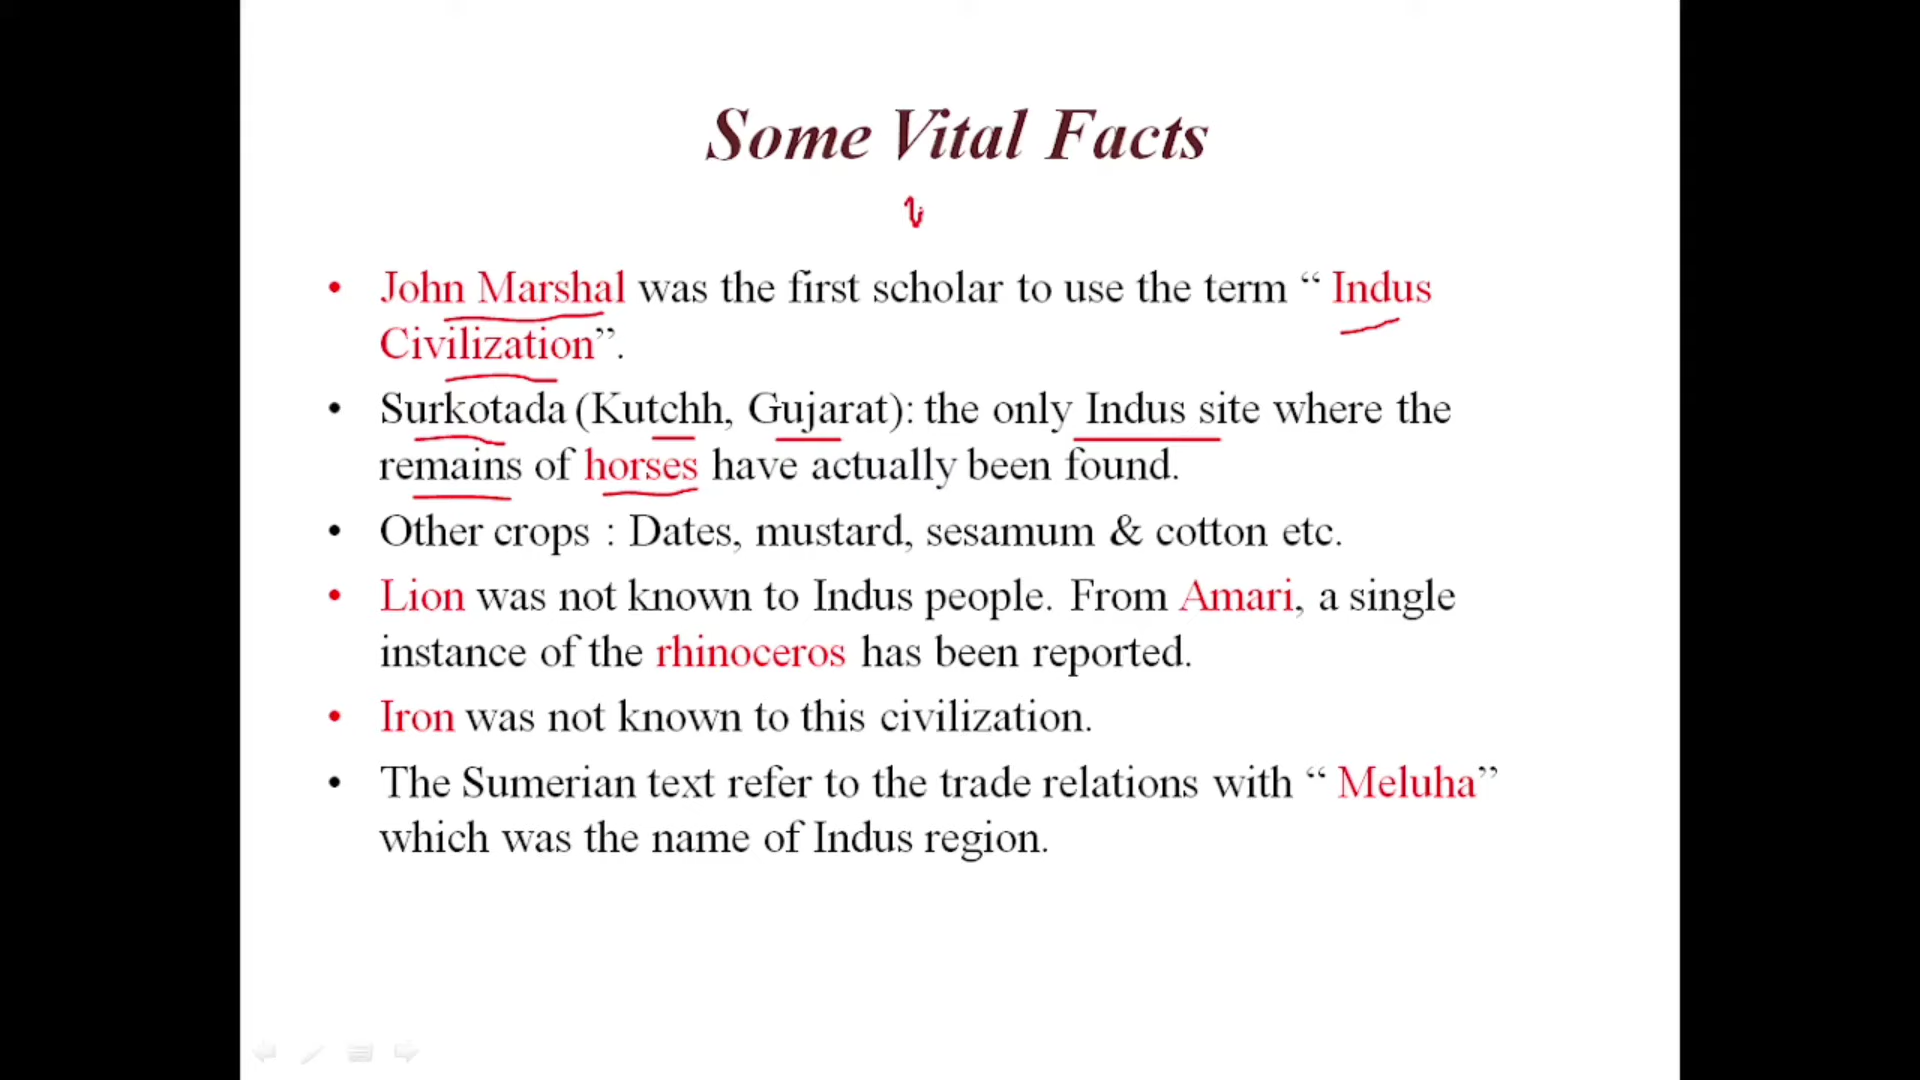 Some Vital Facts
• John Marshal was the first scholar to use the term “ Indus
Civilization”.
• Surkotada (Kutchh, Gujarat): the only Indus site where the
remains of horses have actually been found.
• Other crops : Dates, mustard, sesamum & cotton etc.
• Lion was not known to Indus people. From Amari, a single
instance of the rhinoceros has been reported.
• Iron was not known to this civilization.
• The Sumerian text refer to the trade relations with “ Meluha”
which was the name of Indus region.